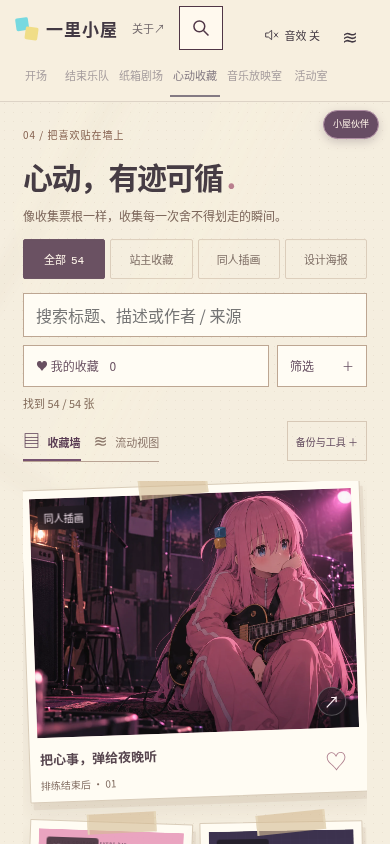 一里小屋
关于↗
音效 关
开场 结束乐队 纸箱剧场 心动收藏 音乐放映室 活动室
小屋伙伴
04 / 把喜欢贴在墙上
心动，有迹可循.
像收集票根一样，收集每一次舍不得划走的瞬间。
全部 54 站主收藏 同人插画 设计海报
搜索标题、描述或作者 / 来源
♥ 我的收藏 0 筛选 +
找到 54 / 54 张
收藏墙 流动视图 备份与工具 +
同人插画
↗
把心事，弹给夜晚听
♡
排练结束后 · 01